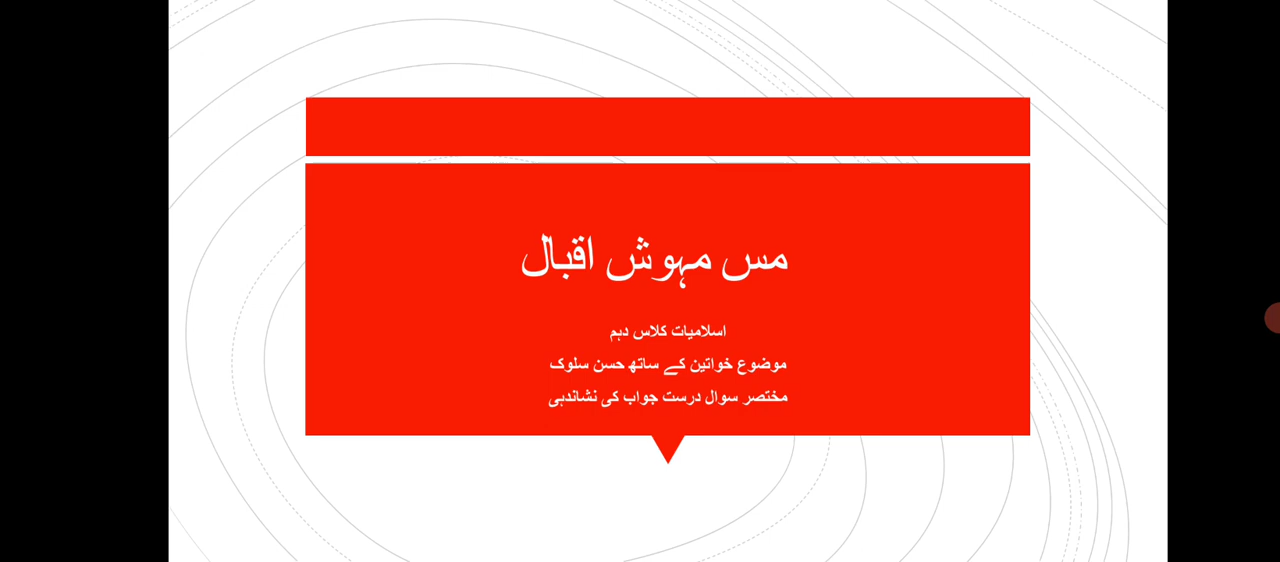 مس مہوش اقبال
اسلامیات کلاس دہم
موضوع خواتین کے ساتھ حسن سلوک
مختصر سوال درست جواب کی نشاندہی